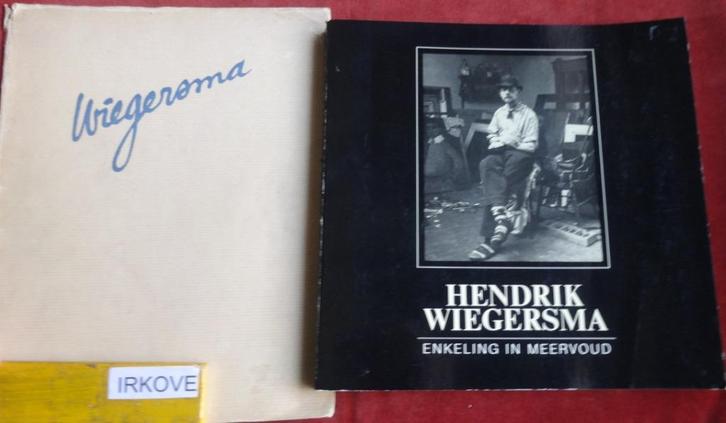 Wiegersma
IRKOVE
HENDRIK
WIEGERSMA
ENKELING IN MEERVOUD